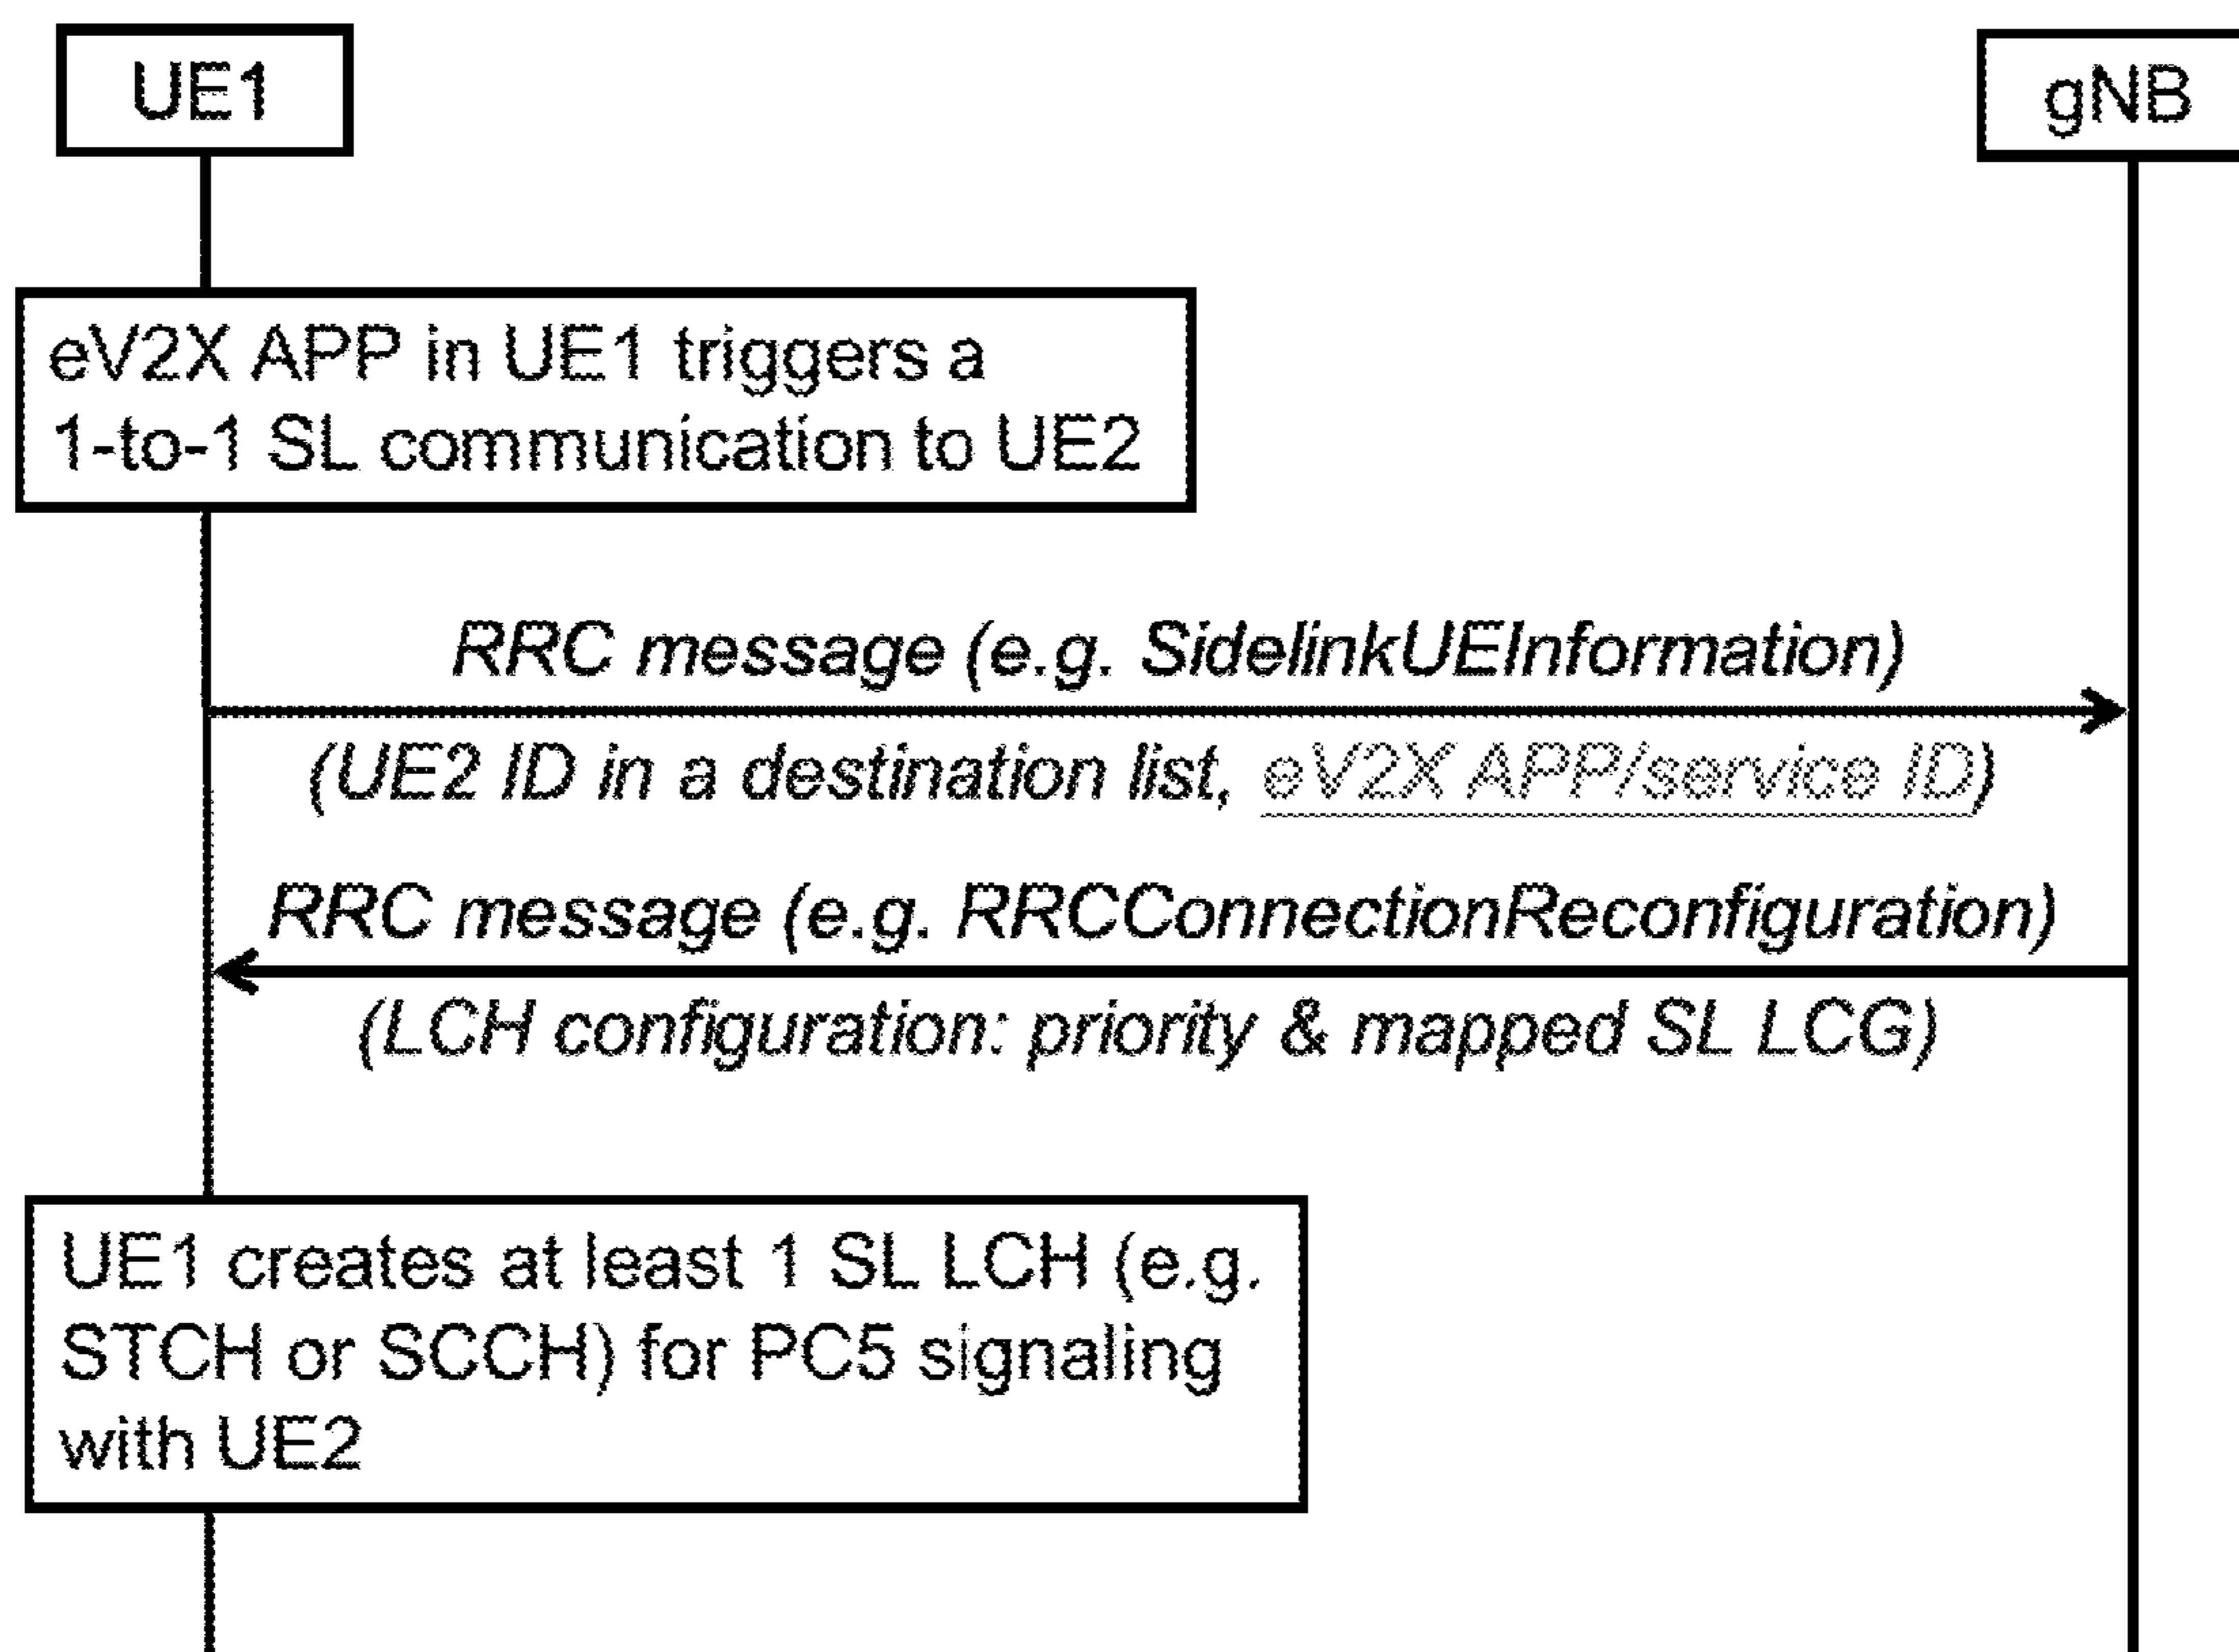 UE1
gNB
eV2X APP in UE1 triggers a
1-to-1 SL communication to UE2
RRC message (e.g. SidelinkUEInformation)
(UE2 ID in a destination list, eV2X APP/service ID)
RRC message (e.g. RRCConnectionReconfiguration)
(LCH configuration: priority & mapped SL LCG)
UE1 creates at least 1 SL LCH (e.g.
STCH or SCCH) for PC5 signaling
with UE2